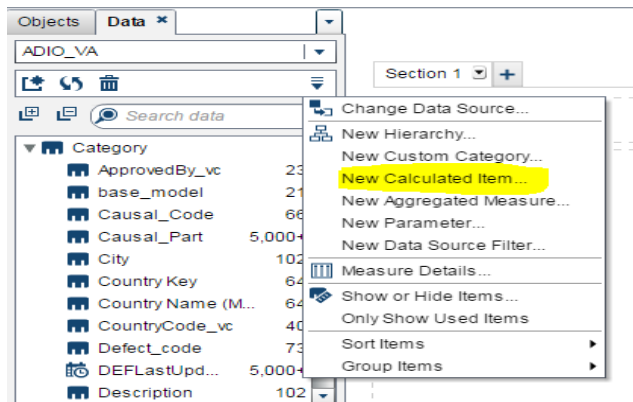 Objects Data ×
ADIO_VA
Section 1 +
Search data
Category
ApprovedBy_vc 23
base_model 21
Causal_Code 66
Causal_Part 5,000+
City 102
Country Key 64
Country Name (M... 64
CountryCode_vc 40
Defect_code 73
DEFLastUpd... 5,000+
Description 102
Change Data Source...
New Hierarchy...
New Custom Category...
New Calculated Item...
New Aggregated Measure...
New Parameter...
New Data Source Filter...
Measure Details...
Show or Hide Items...
Only Show Used Items
Sort Items
Group Items